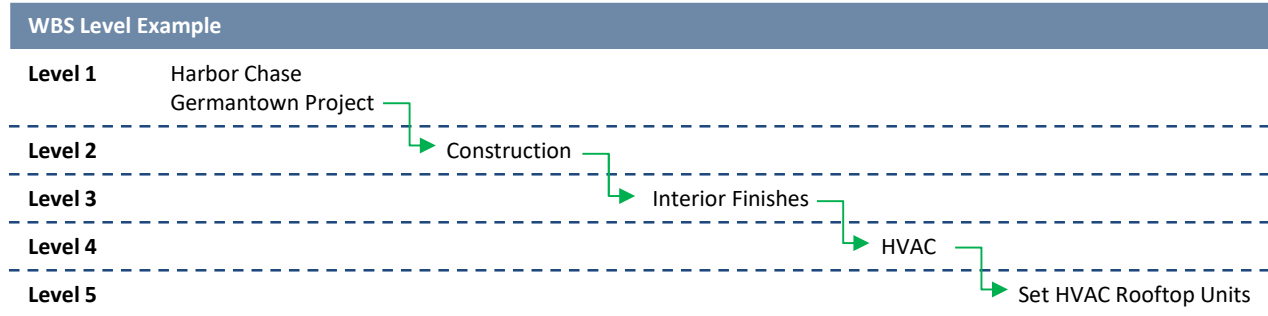 WBS Level Example
Level 1 Harbor Chase
Germantown Project
Level 2 Construction
Level 3 Interior Finishes
Level 4 HVAC
Level 5 Set HVAC Rooftop Units